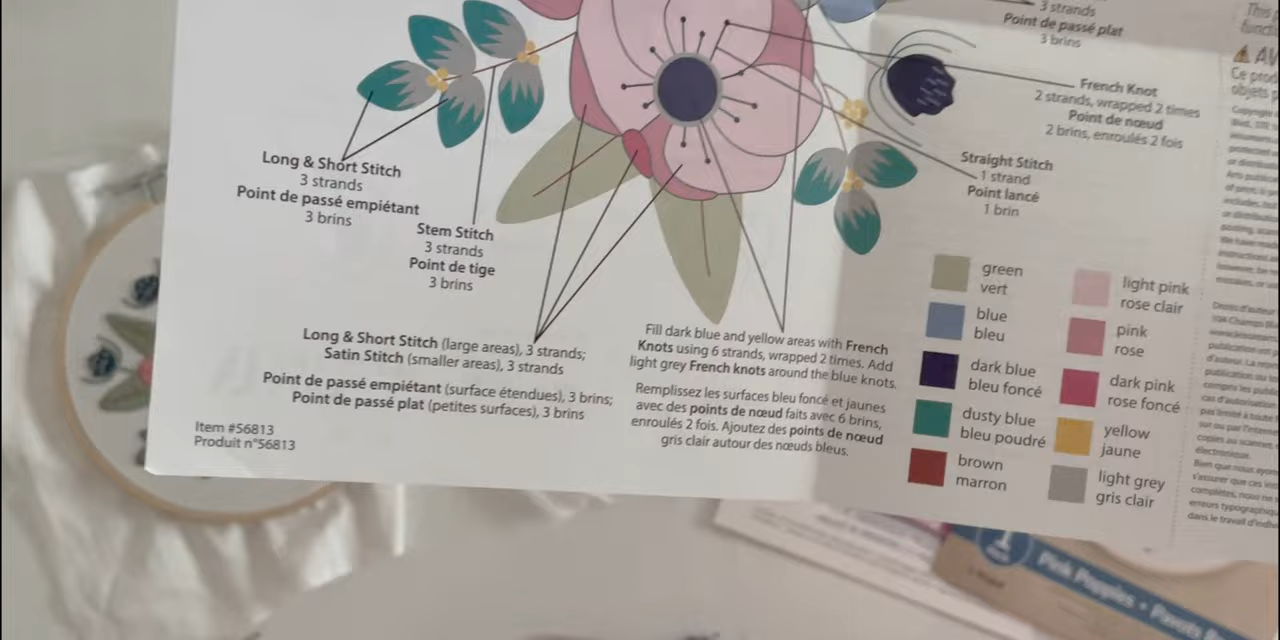 3 strands
Point de passé plat
3 brins
French Knot
2 strands, wrapped 2 times
Point de nœud
2 brins, enroulés 2 fois
Straight Stitch
1 strand
Point lancé
1 brin
Long & Short Stitch
3 strands
Point de passé empiétant
3 brins
Stem Stitch
3 strands
Point de tige
3 brins
Long & Short Stitch (large areas), 3 strands;
Satin Stitch (smaller areas), 3 strands
Point de passé empiétant (surface étendues), 3 brins;
Point de passé plat (petites surfaces), 3 brins
Fill dark blue and yellow areas with French
Knots using 6 strands, wrapped 2 times. Add
light grey French knots around the blue knots.
Remplissez les surfaces bleu foncé et jaunes
avec des points de nœud faits avec 6 brins,
enroulés 2 fois. Ajoutez des points de nœud
gris clair autour des nœuds bleus.
Item #56813
Produit n°56813
green
vert
blue
bleu
dark blue
bleu foncé
dusty blue
bleu poudré
brown
marron
light pink
rose clair
pink
rose
dark pink
rose foncé
yellow
jaune
light grey
gris clair
This
AV
Ce prod
objets p
Pink Poppies • Pavots